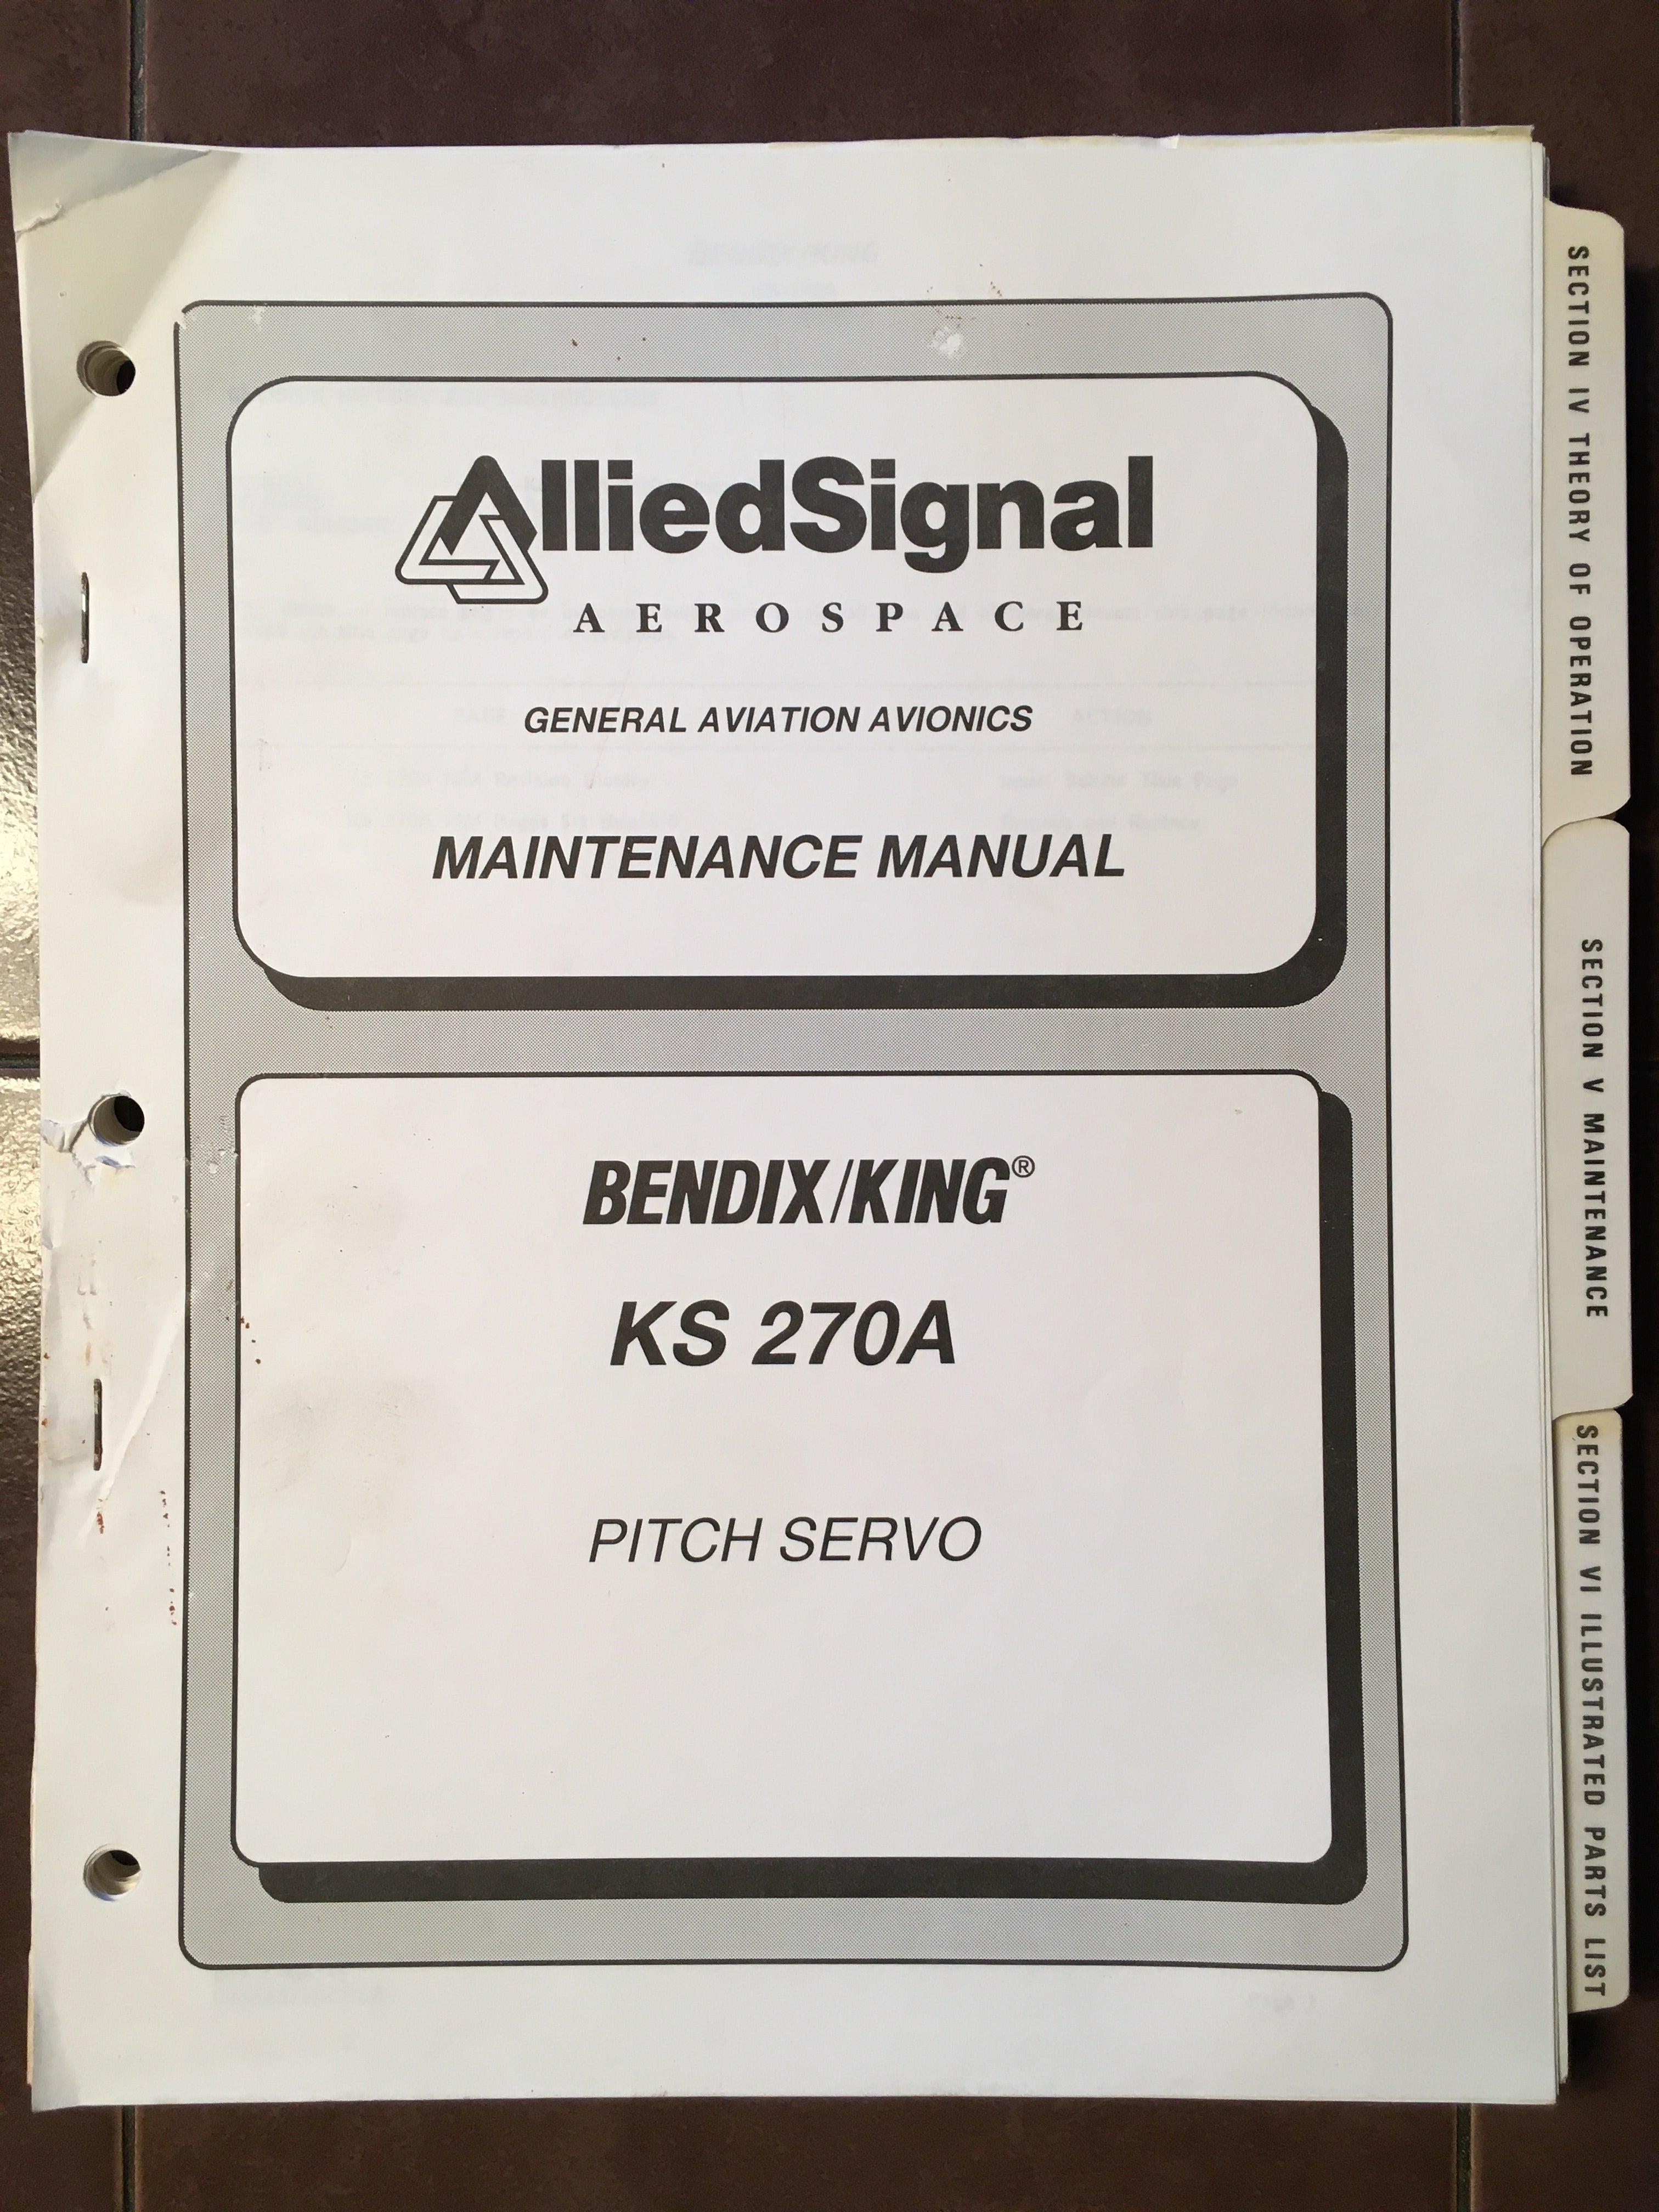 AlliedSignal
AEROSPACE
GENERAL AVIATION AVIONICS
MAINTENANCE MANUAL
BENDIX/KING®
KS 270A
PITCH SERVO
SECTION IV THEORY OF OPERATION
SECTION V MAINTENANCE
SECTION VI ILLUSTRATED PARTS LIST